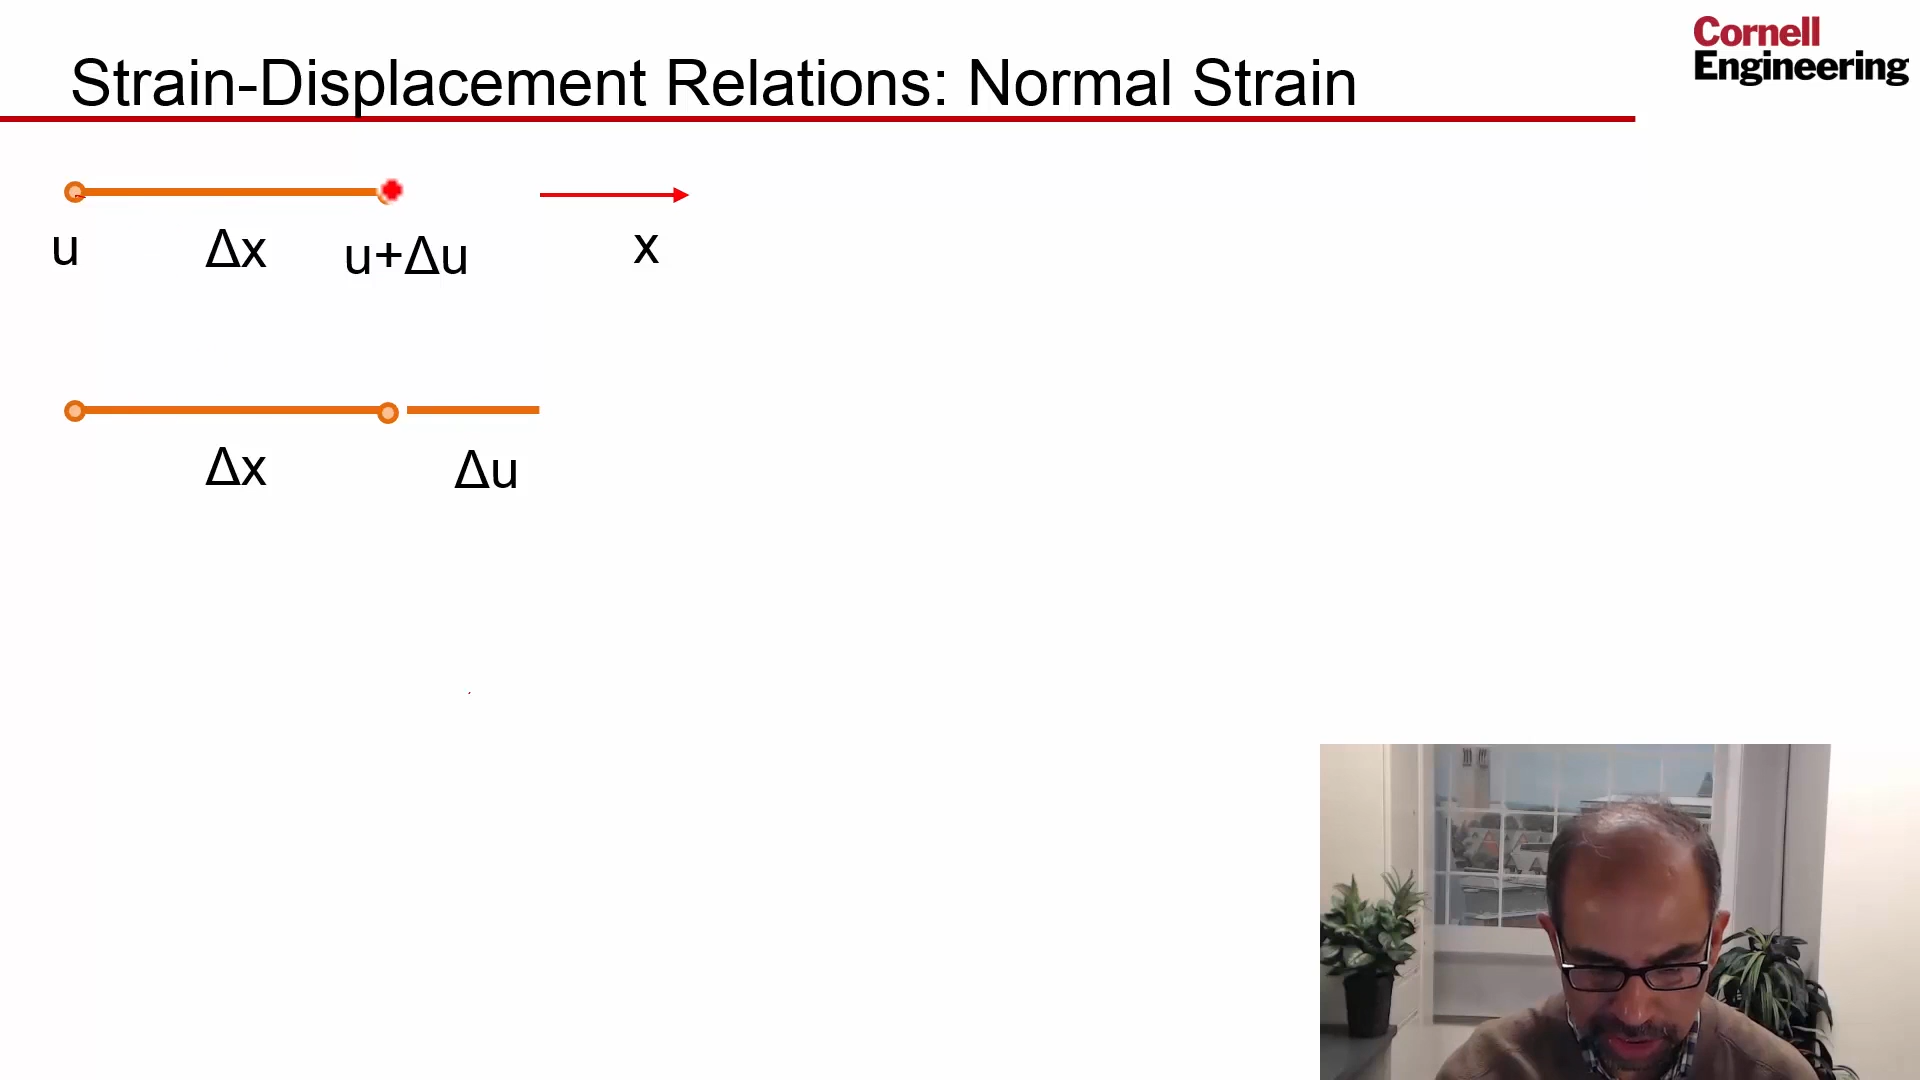 Strain-Displacement Relations: Normal Strain
Cornell
Engineering
u Δx u+Δu x
Δx Δu